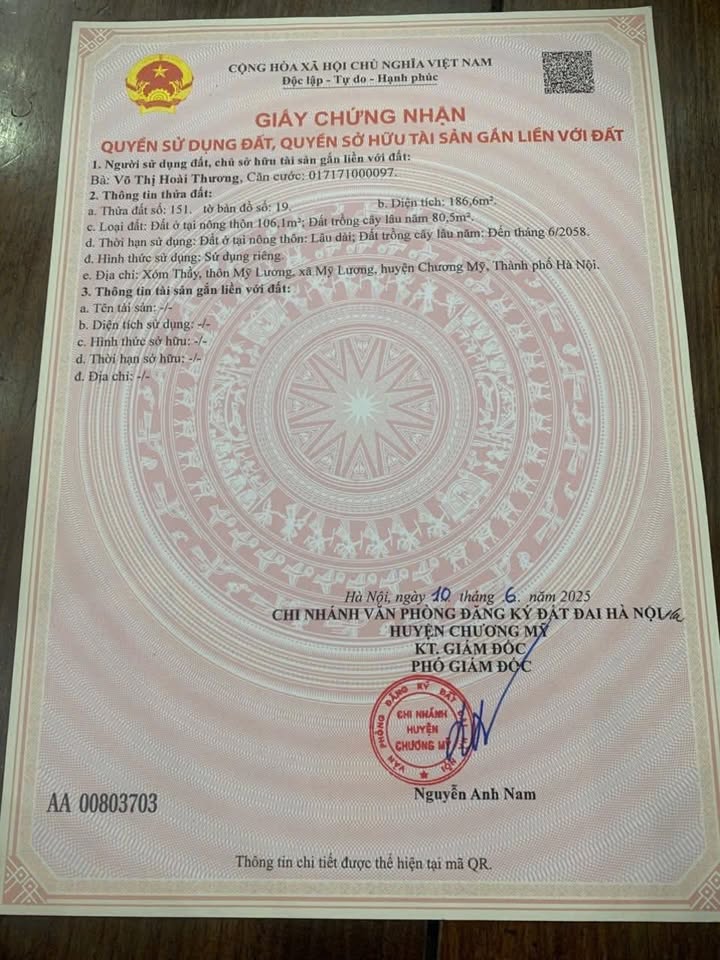 CỘNG HÒA XÃ HỘI CHỦ NGHĨA VIỆT NAM
Độc lập - Tự do - Hạnh phúc
GIẤY CHỨNG NHẬN
QUYỀN SỬ DỤNG ĐẤT, QUYỀN SỞ HỮU TÀI SẢN GẮN LIỀN VỚI ĐẤT
1. Người sử dụng đất, chủ sở hữu tài sản gắn liền với đất:
Bà: Võ Thị Hoài Thương, Căn cước: 017171000097.
2. Thông tin thửa đất:
a. Thửa đất số: 151. tờ bản đồ số: 19. b. Diện tích: 186,6m².
c. Loại đất: Đất ở tại nông thôn 106,1m²; Đất trồng cây lâu năm 80,5m².
d. Thời hạn sử dụng: Đất ở tại nông thôn: Lâu dài; Đất trồng cây lâu năm: Đến tháng 6/2058.
đ. Hình thức sử dụng: Sử dụng riêng.
e. Địa chỉ: Xóm Thầy, thôn Mỹ Lương, xã Mỹ Lương, huyện Chương Mỹ, Thành phố Hà Nội.
3. Thông tin tài sản gắn liền với đất:
a. Tên tài sản: -/-
b. Diện tích sử dụng: -/-
c. Hình thức sở hữu: -/-
d. Thời hạn sở hữu: -/-
đ. Địa chỉ: -/-
Hà Nội, ngày 10 tháng 6. năm 2025
CHI NHÁNH VĂN PHÒNG ĐĂNG KÝ ĐẤT ĐAI HÀ NỘI
HUYỆN CHƯƠNG MỸ
KT. GIÁM ĐỐC
PHÓ GIÁM ĐỐC
VĂN PHÒNG ĐĂNG KÝ ĐẤT ĐAI HÀ NỘI
CHI NHÁNH
HUYỆN
CHƯƠNG MỸ
Nguyễn Anh Nam
AA 00803703
Thông tin chi tiết được thể hiện tại mã QR.